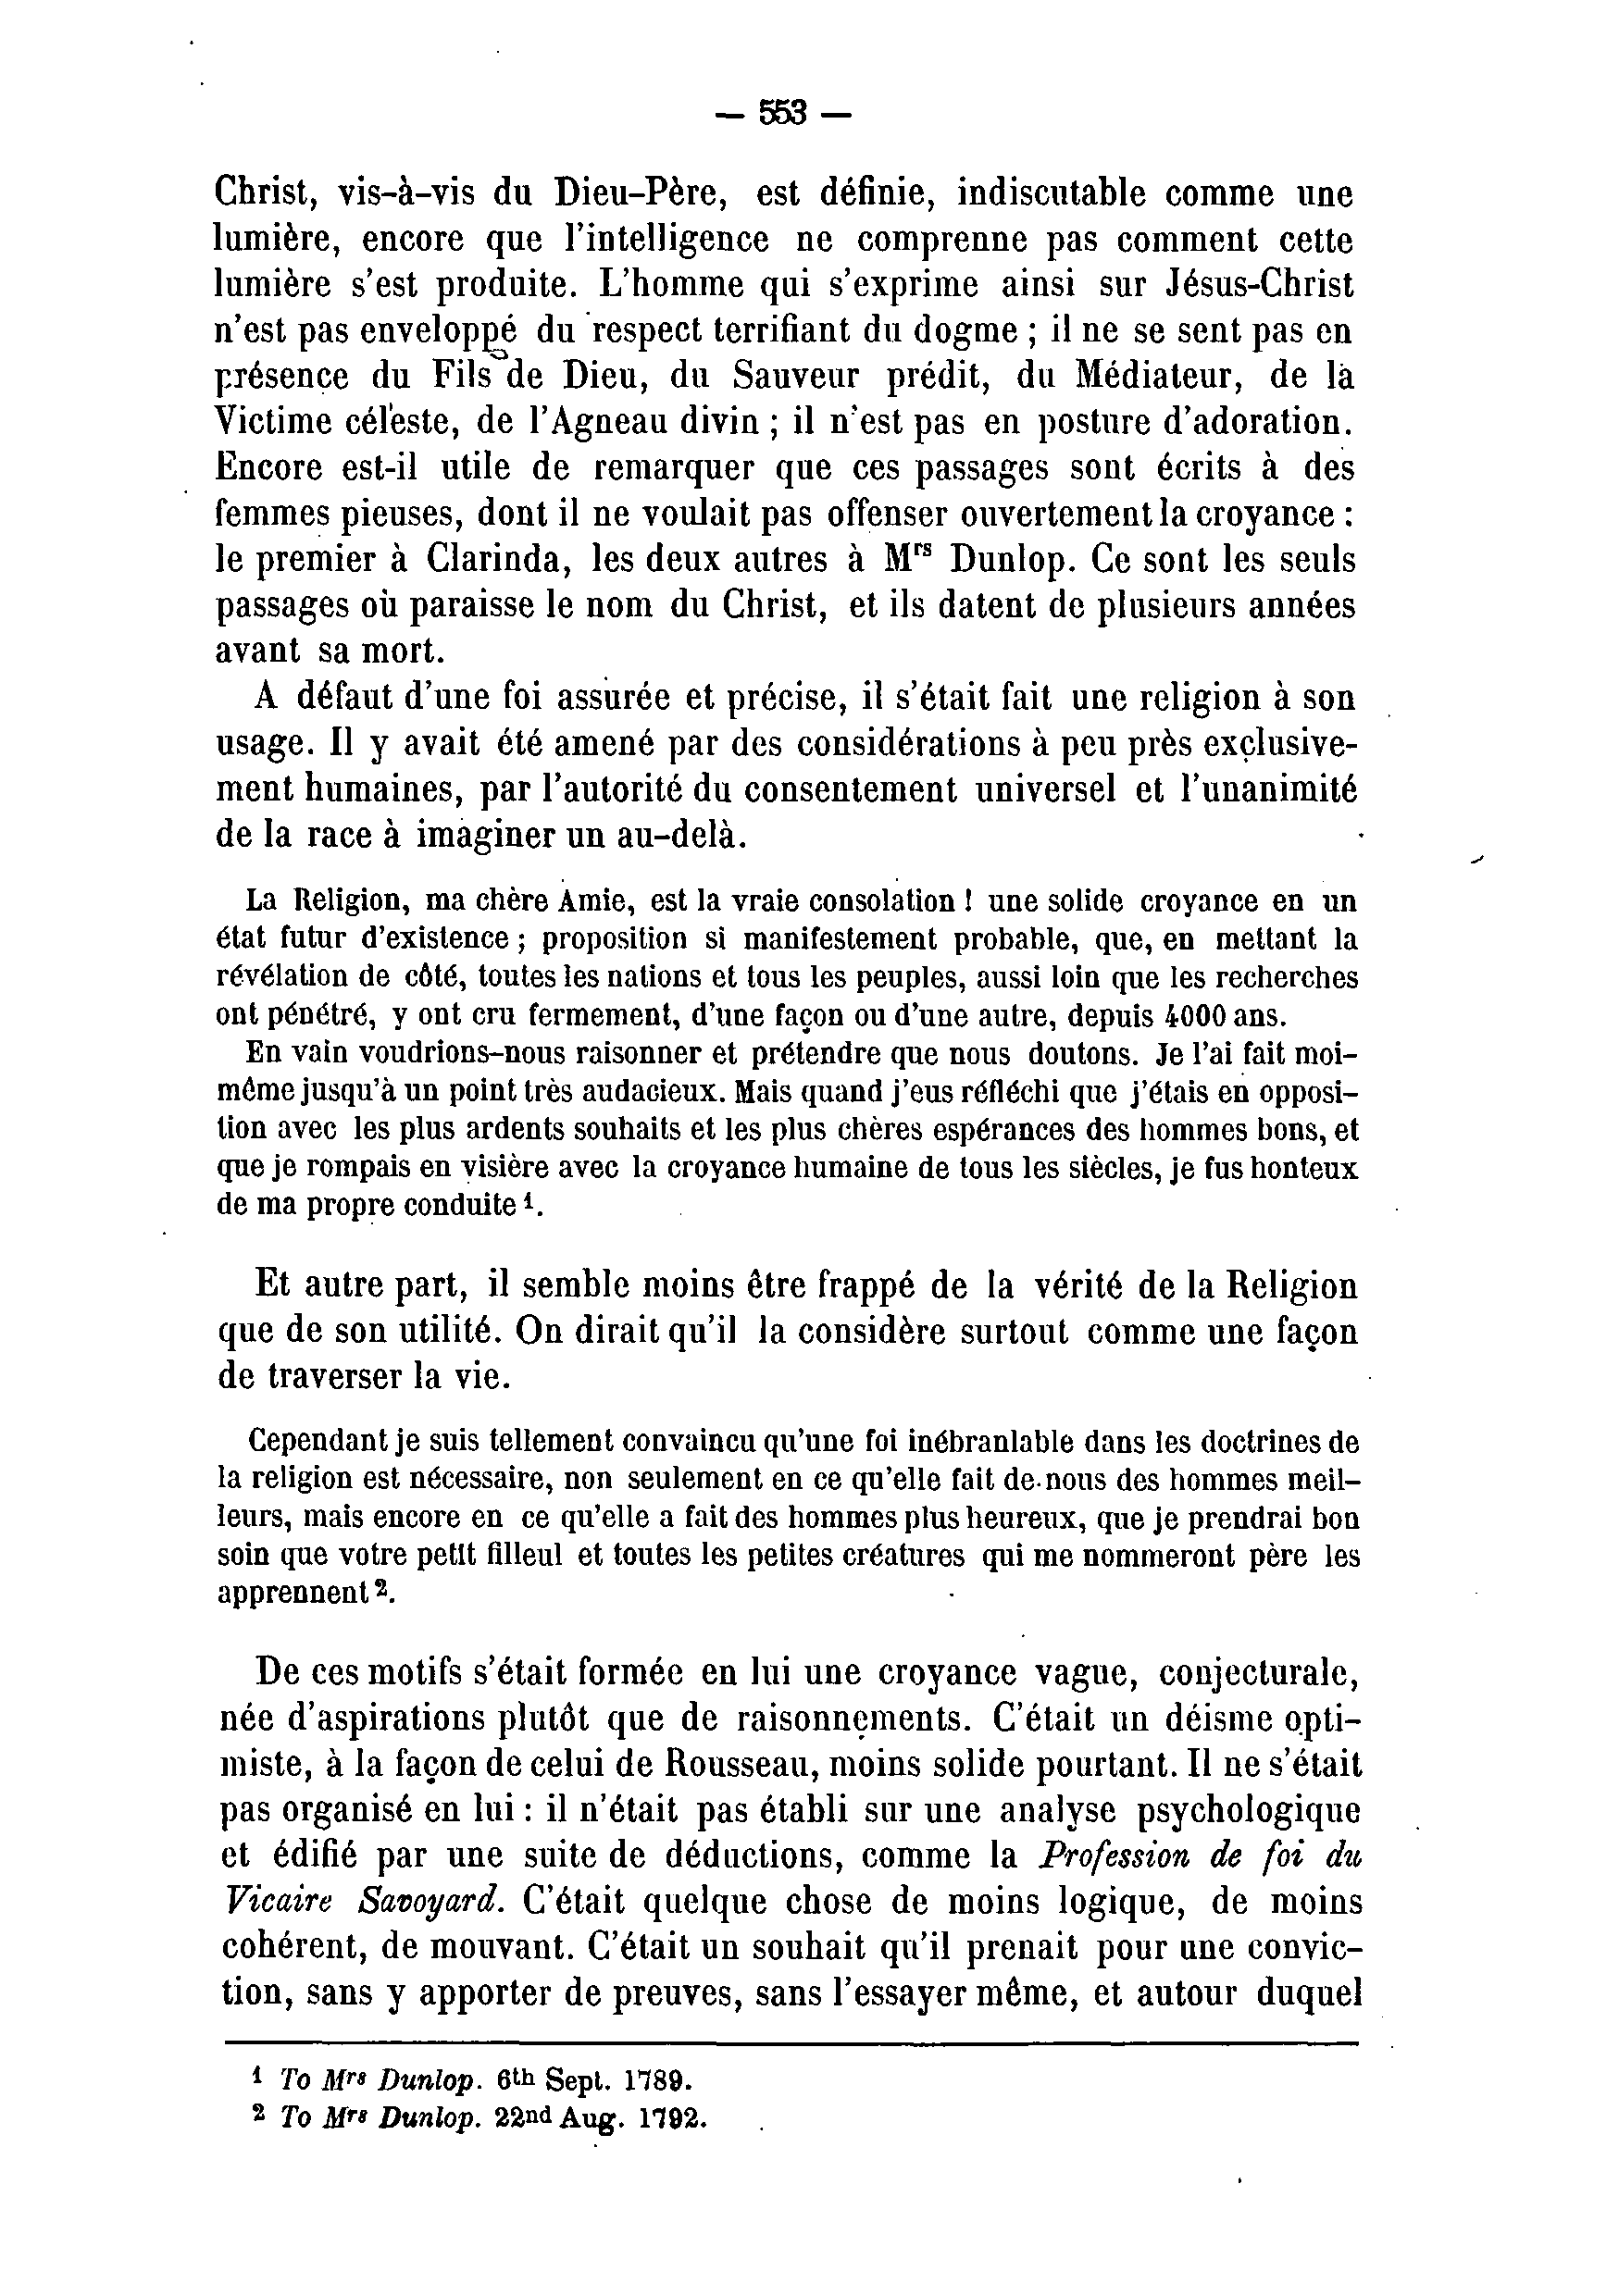 — 553 —
Christ, vis-à-vis du Dieu-Père, est définie, indiscutable comme une
lumière, encore que l'intelligence ne comprenne pas comment cette
lumière s'est produite. L'homme qui s'exprime ainsi sur Jésus-Christ
n'est pas enveloppé du respect terrifiant du dogme ; il ne se sent pas en
présence du Fils de Dieu, du Sauveur prédit, du Médiateur, de la
Victime céleste, de l'Agneau divin ; il n'est pas en posture d'adoration.
Encore est-il utile de remarquer que ces passages sont écrits à des
femmes pieuses, dont il ne voulait pas offenser ouvertement la croyance :
le premier à Clarinda, les deux autres à Mrs Dunlop. Ce sont les seuls
passages où paraisse le nom du Christ, et ils datent de plusieurs années
avant sa mort.
A défaut d'une foi assurée et précise, il s'était fait une religion à son
usage. Il y avait été amené par des considérations à peu près exclusive-
ment humaines, par l'autorité du consentement universel et l'unanimité
de la race à imaginer un au-delà.
La Religion, ma chère Amie, est la vraie consolation ! une solide croyance en un
état futur d'existence ; proposition si manifestement probable, que, en mettant la
révélation de côté, toutes les nations et tous les peuples, aussi loin que les recherches
ont pénétré, y ont cru fermement, d'une façon ou d'une autre, depuis 4000 ans.
En vain voudrions-nous raisonner et prétendre que nous doutons. Je l'ai fait moi-
même jusqu'à un point très audacieux. Mais quand j'eus réfléchi que j'étais en opposi-
tion avec les plus ardents souhaits et les plus chères espérances des hommes bons, et
que je rompais en visière avec la croyance humaine de tous les siècles, je fus honteux
de ma propre conduite 1.
Et autre part, il semble moins être frappé de la vérité de la Religion
que de son utilité. On dirait qu'il la considère surtout comme une façon
de traverser la vie.
Cependant je suis tellement convaincu qu'une foi inébranlable dans les doctrines de
la religion est nécessaire, non seulement en ce qu'elle fait de nous des hommes meil-
leurs, mais encore en ce qu'elle a fait des hommes plus heureux, que je prendrai bon
soin que votre petit filleul et toutes les petites créatures qui me nommeront père les
apprennent 2.
De ces motifs s'était formée en lui une croyance vague, conjecturale,
née d'aspirations plutôt que de raisonnements. C'était un déisme opti-
miste, à la façon de celui de Rousseau, moins solide pourtant. Il ne s'était
pas organisé en lui : il n'était pas établi sur une analyse psychologique
et édifié par une suite de déductions, comme la Profession de foi du
Vicaire Savoyard. C'était quelque chose de moins logique, de moins
cohérent, de mouvant. C'était un souhait qu'il prenait pour une convic-
tion, sans y apporter de preuves, sans l'essayer même, et autour duquel
1 To Mrs Dunlop. 6th Sept. 1789.
2 To Mrs Dunlop. 22nd Aug. 1792.